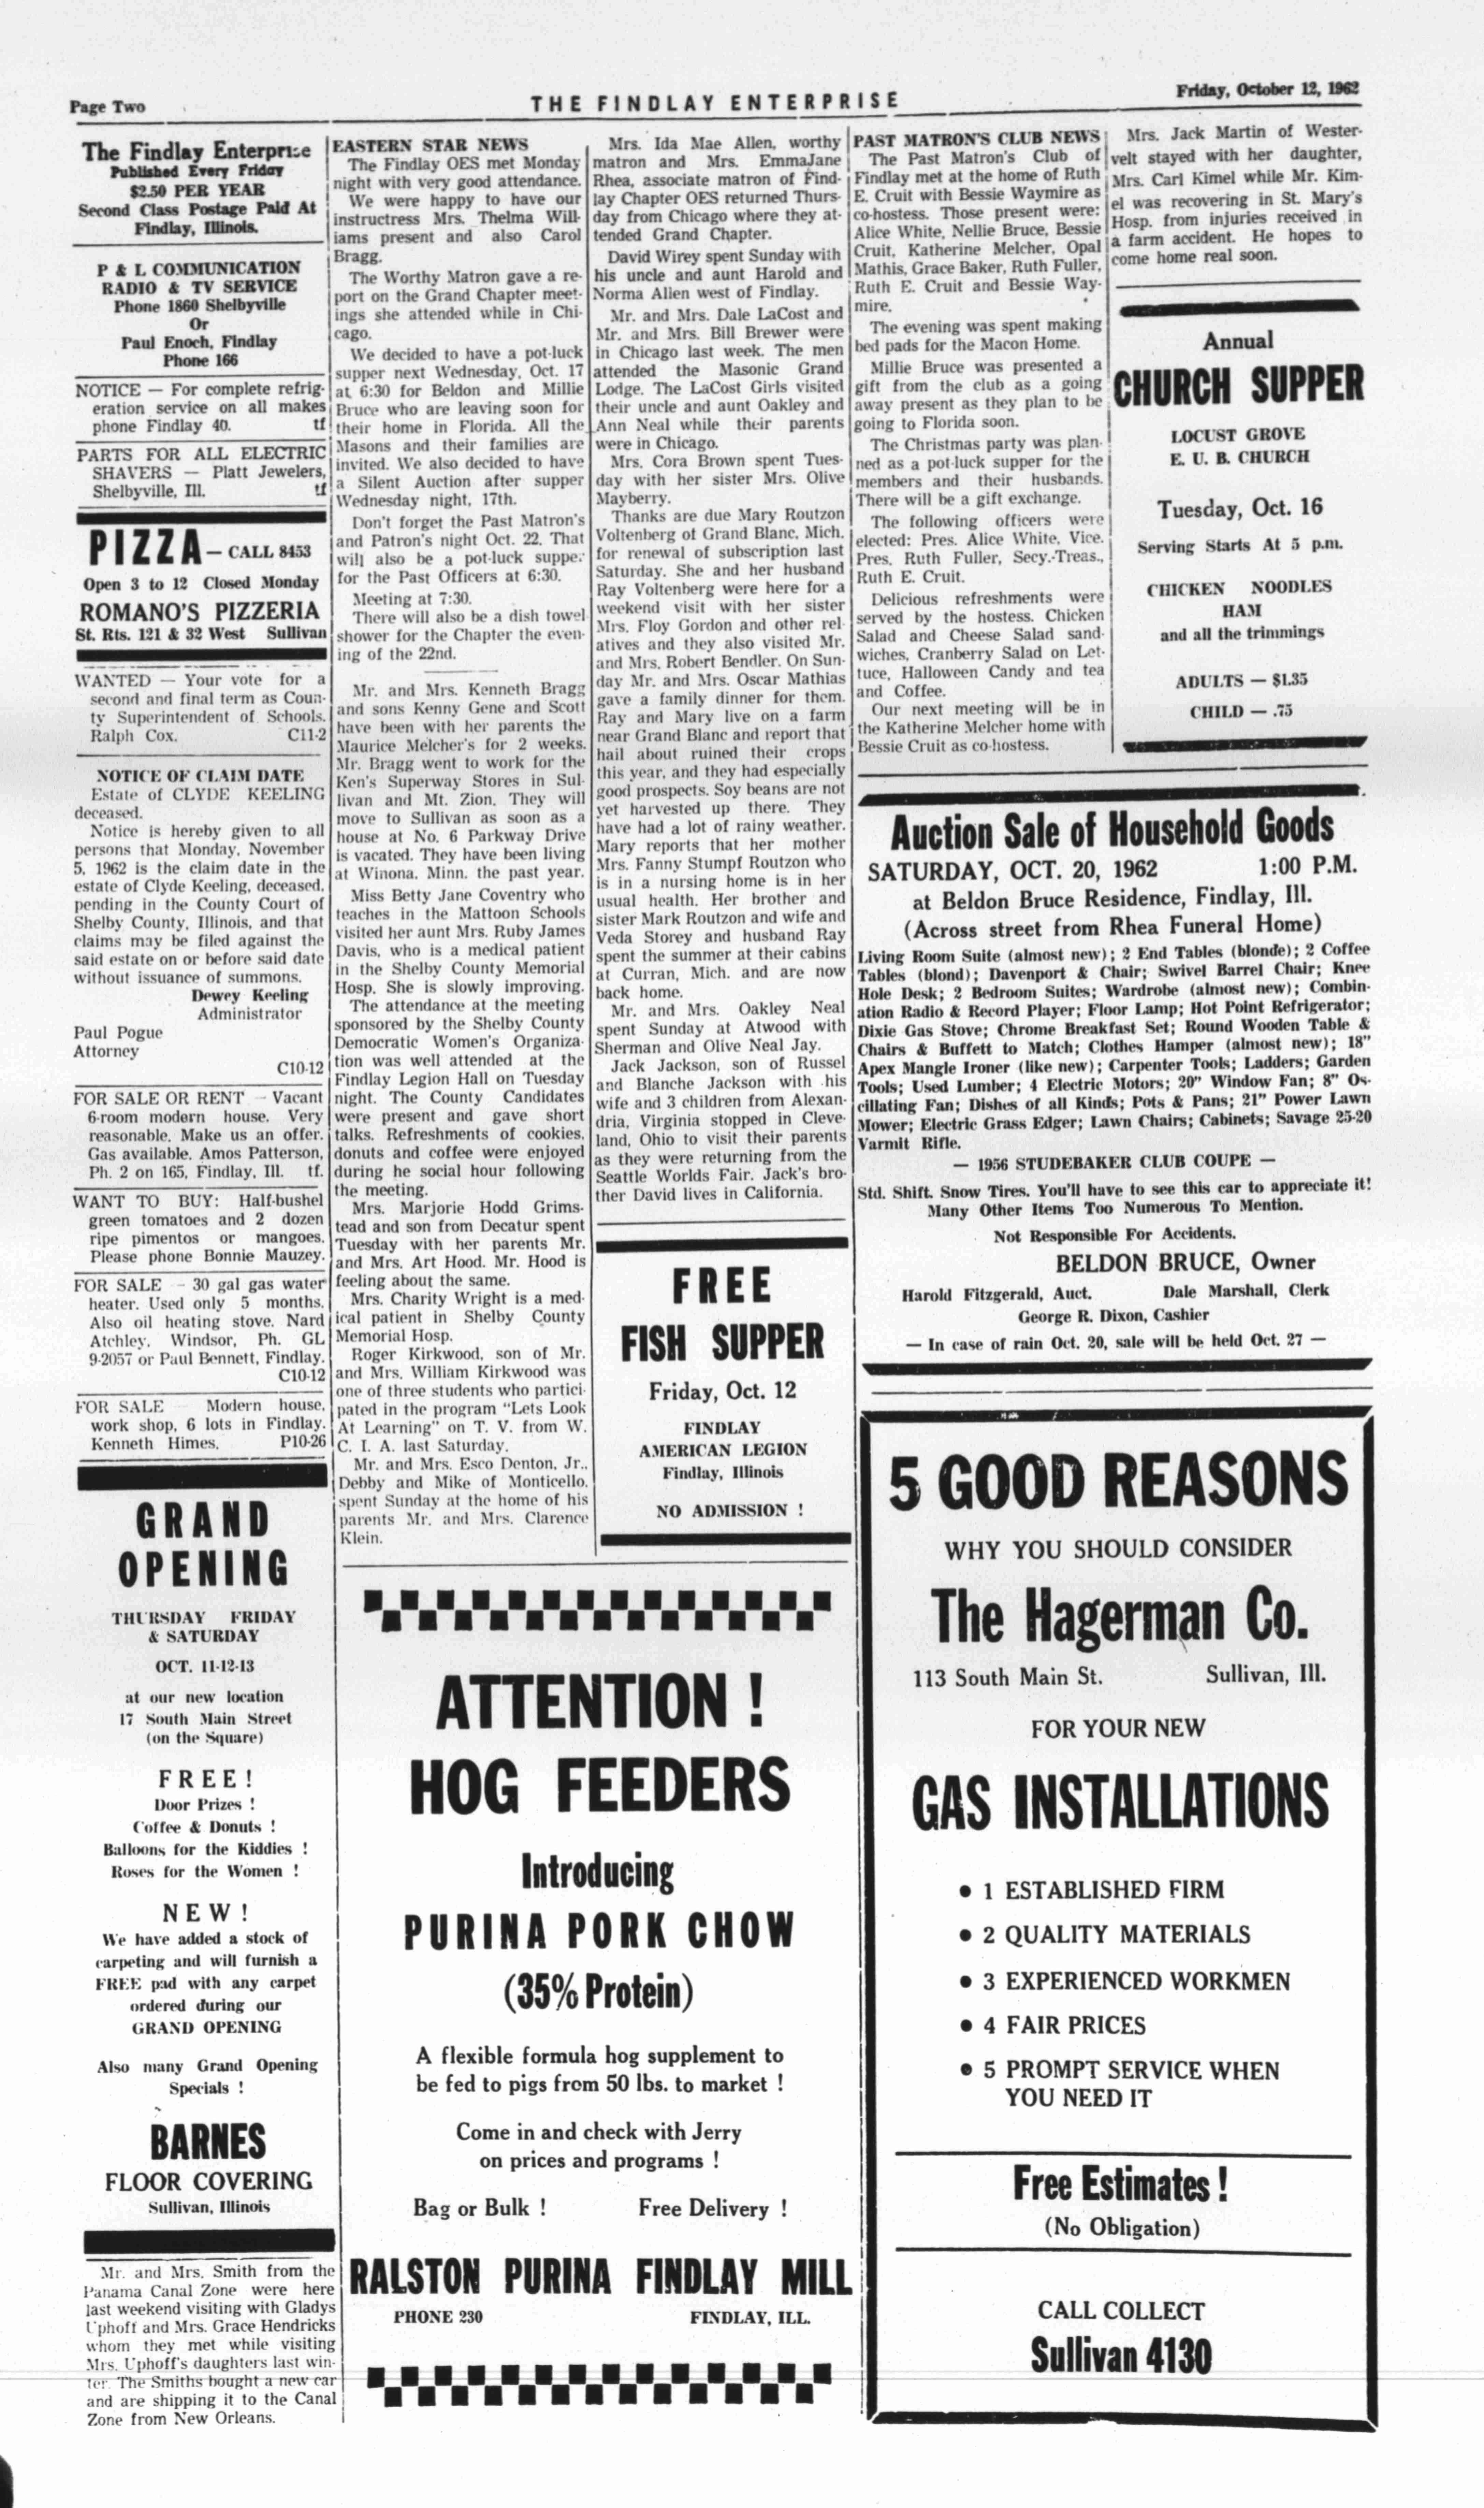 Page Two
THE FINDLAY ENTERPRISE
Friday, October 12, 1962
The Findlay Enterprise
Published Every Friday
$2.50 PER YEAR
Second Class Postage Paid At
Findlay, Illinois.
P & L COMMUNICATION
RADIO & TV SERVICE
Phone 1860 Shelbyville
Or
Paul Enoch, Findlay
Phone 166
NOTICE — For complete refrig-
eration service on all makes
phone Findlay 40. tf
PARTS FOR ALL ELECTRIC
SHAVERS — Platt Jewelers,
Shelbyville, Ill. tf
PIZZA — CALL 8453
Open 3 to 12 Closed Monday
ROMANO'S PIZZERIA
St. Rts. 121 & 32 West Sullivan
WANTED — Your vote for a
second and final term as Coun-
ty Superintendent of Schools.
Ralph Cox. C11-2
NOTICE OF CLAIM DATE
Estate of CLYDE KEELING
deceased.
Notice is hereby given to all
persons that Monday, November
5, 1962 is the claim date in the
estate of Clyde Keeling, deceased,
pending in the County Court of
Shelby County, Illinois, and that
claims may be filed against the
said estate on or before said date
without issuance of summons.
Dewey Keeling
Administrator
Paul Pogue
Attorney
C10-12
FOR SALE OR RENT — Vacant
6-room modern house. Very
reasonable. Make us an offer.
Gas available. Amos Patterson,
Ph. 2 on 165, Findlay, Ill. tf.
WANT TO BUY: Half-bushel
green tomatoes and 2 dozen
ripe pimentos or mangoes.
Please phone Bonnie Mauzey.
FOR SALE — 30 gal gas water
heater. Used only 5 months.
Also oil heating stove. Nard
Atchley, Windsor, Ph. GL
9-2057 or Paul Bennett, Findlay.
C10-12
FOR SALE — Modern house,
work shop, 6 lots in Findlay.
Kenneth Himes. P10-26
GRAND
OPENING
THURSDAY FRIDAY
& SATURDAY
OCT. 11-12-13
at our new location
17 South Main Street
(on the Square)
FREE!
Door Prizes !
Coffee & Donuts !
Balloons for the Kiddies !
Roses for the Women !
NEW!
We have added a stock of
carpeting and will furnish a
FREE pad with any carpet
ordered during our
GRAND OPENING
Also many Grand Opening
Specials !
BARNES
FLOOR COVERING
Sullivan, Illinois
Mr. and Mrs. Smith from the
Panama Canal Zone were here
last weekend visiting with Gladys
Uphoff and Mrs. Grace Hendricks
whom they met while visiting
Mrs. Uphoff's daughters last win-
ter. The Smiths bought a new car
and are shipping it to the Canal
Zone from New Orleans.
EASTERN STAR NEWS
The Findlay OES met Monday
night with very good attendance.
We were happy to have our
instructress Mrs. Thelma Will-
iams present and also Carol
Bragg.
The Worthy Matron gave a re-
port on the Grand Chapter meet-
ings she attended while in Chi-
cago.
We decided to have a pot-luck
supper next Wednesday, Oct. 17
at 6:30 for Beldon and Millie
Bruce who are leaving soon for
their home in Florida. All the
Masons and their families are
invited. We also decided to have
a Silent Auction after supper
Wednesday night, 17th.
Don't forget the Past Matron's
and Patron's night Oct. 22. That
will also be a pot-luck supper
for the Past Officers at 6:30.
Meeting at 7:30.
There will also be a dish towel
shower for the Chapter the even-
ing of the 22nd.
Mr. and Mrs. Kenneth Bragg
and sons Kenny Gene and Scott
have been with her parents the
Maurice Melcher's for 2 weeks.
Mr. Bragg went to work for the
Ken's Superway Stores in Sul-
livan and Mt. Zion. They will
move to Sullivan as soon as a
house at No. 6 Parkway Drive
is vacated. They have been living
at Winona, Minn. the past year.
Miss Betty Jane Coventry who
teaches in the Mattoon Schools
visited her aunt Mrs. Ruby James
Davis, who is a medical patient
in the Shelby County Memorial
Hosp. She is slowly improving.
The attendance at the meeting
sponsored by the Shelby County
Democratic Women's Organiza-
tion was well attended at the
Findlay Legion Hall on Tuesday
night. The County Candidates
were present and gave short
talks. Refreshments of cookies,
donuts and coffee were enjoyed
during he social hour following
the meeting.
Mrs. Marjorie Hodd Grims-
tead and son from Decatur spent
Tuesday with her parents Mr.
and Mrs. Art Hood. Mr. Hood is
feeling about the same.
Mrs. Charity Wright is a med-
ical patient in Shelby County
Memorial Hosp.
Roger Kirkwood, son of Mr.
and Mrs. William Kirkwood was
one of three students who partici-
pated in the program "Lets Look
At Learning" on T. V. from W.
C. I. A. last Saturday.
Mr. and Mrs. Esco Denton, Jr.,
Debby and Mike of Monticello,
spent Sunday at the home of his
parents Mr. and Mrs. Clarence
Klein.
Mrs. Ida Mae Allen, worthy
matron and Mrs. EmmaJane
Rhea, associate matron of Find-
lay Chapter OES returned Thurs-
day from Chicago where they at-
tended Grand Chapter.
David Wirey spent Sunday with
his uncle and aunt Harold and
Norma Allen west of Findlay.
Mr. and Mrs. Dale LaCost and
Mr. and Mrs. Bill Brewer were
in Chicago last week. The men
attended the Masonic Grand
Lodge. The LaCost Girls visited
their uncle and aunt Oakley and
Ann Neal while their parents
were in Chicago.
Mrs. Cora Brown spent Tues-
day with her sister Mrs. Olive
Mayberry.
Thanks are due Mary Routzon
Voltenberg of Grand Blanc, Mich.
for renewal of subscription last
Saturday. She and her husband
Ray Voltenberg were here for a
weekend visit with her sister
Mrs. Floy Gordon and other rel-
atives and they also visited Mr.
and Mrs. Robert Bendler. On Sun-
day Mr. and Mrs. Oscar Mathias
gave a family dinner for them.
Ray and Mary live on a farm
near Grand Blanc and report that
hail about ruined their crops
this year, and they had especially
good prospects. Soy beans are not
yet harvested up there. They
have had a lot of rainy weather.
Mary reports that her mother
Mrs. Fanny Stumpf Routzon who
is in a nursing home is in her
usual health. Her brother and
sister Mark Routzon and wife and
Veda Storey and husband Ray
spent the summer at their cabins
at Curran, Mich. and are now
back home.
Mr. and Mrs. Oakley Neal
spent Sunday at Atwood with
Sherman and Olive Neal Jay.
Jack Jackson, son of Russel
and Blanche Jackson with his
wife and 3 children from Alexan-
dria, Virginia stopped in Cleve-
land, Ohio to visit their parents
as they were returning from the
Seattle Worlds Fair. Jack's bro-
ther David lives in California.
FREE
FISH SUPPER
Friday, Oct. 12
FINDLAY
AMERICAN LEGION
Findlay, Illinois
NO ADMISSION !
ATTENTION !
HOG FEEDERS
Introducing
PURINA PORK CHOW
(35% Protein)
A flexible formula hog supplement to
be fed to pigs from 50 lbs. to market !
Come in and check with Jerry
on prices and programs !
Bag or Bulk ! Free Delivery !
RALSTON PURINA FINDLAY MILL
PHONE 230 FINDLAY, ILL.
PAST MATRON'S CLUB NEWS
The Past Matron's Club of
Findlay met at the home of Ruth
E. Cruit with Bessie Waymire as
co-hostess. Those present were:
Alice White, Nellie Bruce, Bessie
Cruit, Katherine Melcher, Opal
Mathis, Grace Baker, Ruth Fuller,
Ruth E. Cruit and Bessie Way-
mire.
The evening was spent making
bed pads for the Macon Home.
Millie Bruce was presented a
gift from the club as a going
away present as they plan to be
going to Florida soon.
The Christmas party was plan-
ned as a pot-luck supper for the
members and their husbands.
There will be a gift exchange.
The following officers were
elected: Pres. Alice White, Vice.
Pres. Ruth Fuller, Secy.-Treas.,
Ruth E. Cruit.
Delicious refreshments were
served by the hostess. Chicken
Salad and Cheese Salad sand-
wiches, Cranberry Salad on Let-
tuce, Halloween Candy and tea
and Coffee.
Our next meeting will be in
the Katherine Melcher home with
Bessie Cruit as co-hostess.
Mrs. Jack Martin of Wester-
velt stayed with her daughter,
Mrs. Carl Kimel while Mr. Kim-
el was recovering in St. Mary's
Hosp. from injuries received in
a farm accident. He hopes to
come home real soon.
Annual
CHURCH SUPPER
LOCUST GROVE
E. U. B. CHURCH
Tuesday, Oct. 16
Serving Starts At 5 p.m.
CHICKEN NOODLES
HAM
and all the trimmings
ADULTS — $1.35
CHILD — .75
Auction Sale of Household Goods
SATURDAY, OCT. 20, 1962 1:00 P.M.
at Beldon Bruce Residence, Findlay, Ill.
(Across street from Rhea Funeral Home)
Living Room Suite (almost new); 2 End Tables (blonde); 2 Coffee
Tables (blond); Davenport & Chair; Swivel Barrel Chair; Knee
Hole Desk; 2 Bedroom Suites; Wardrobe (almost new); Combin-
ation Radio & Record Player; Floor Lamp; Hot Point Refrigerator;
Dixie Gas Stove; Chrome Breakfast Set; Round Wooden Table &
Chairs & Buffett to Match; Clothes Hamper (almost new); 18"
Apex Mangle Ironer (like new); Carpenter Tools; Ladders; Garden
Tools; Used Lumber; 4 Electric Motors; 20" Window Fan; 8" Os-
cillating Fan; Dishes of all Kinds; Pots & Pans; 21" Power Lawn
Mower; Electric Grass Edger; Lawn Chairs; Cabinets; Savage 25-20
Varmit Rifle.
— 1956 STUDEBAKER CLUB COUPE —
Std. Shift. Snow Tires. You'll have to see this car to appreciate it!
Many Other Items Too Numerous To Mention.
Not Responsible For Accidents.
BELDON BRUCE, Owner
Harold Fitzgerald, Auct. Dale Marshall, Clerk
George R. Dixon, Cashier
— In case of rain Oct. 20, sale will be held Oct. 27 —
5 GOOD REASONS
WHY YOU SHOULD CONSIDER
The Hagerman Co.
113 South Main St. Sullivan, Ill.
FOR YOUR NEW
GAS INSTALLATIONS
• 1 ESTABLISHED FIRM
• 2 QUALITY MATERIALS
• 3 EXPERIENCED WORKMEN
• 4 FAIR PRICES
• 5 PROMPT SERVICE WHEN
YOU NEED IT
Free Estimates !
(No Obligation)
CALL COLLECT
Sullivan 4130